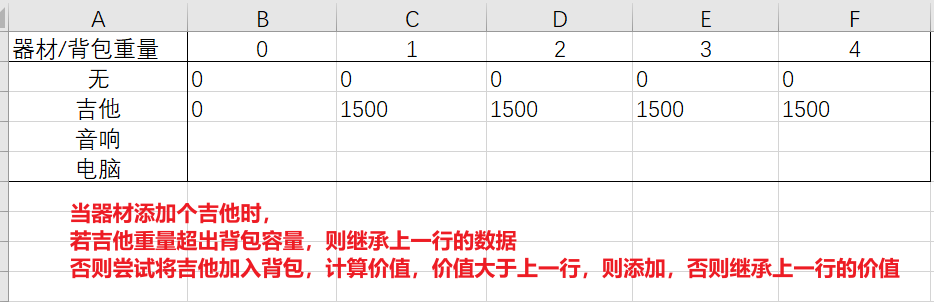 A B C D E F
器材/背包重量 0 1 2 3 4
无 0 0 0 0 0
吉他 0 1500 1500 1500 1500
音响
电脑
当器材添加个吉他时，
若吉他重量超出背包容量，则继承上一行的数据
否则尝试将吉他加入背包，计算价值，价值大于上一行，则添加，否则继承上一行的价值